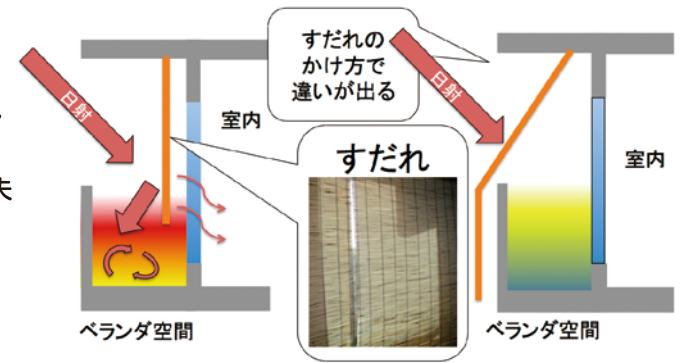 すだれの
かけ方で
違いが出る
日射
日射
室内
すだれ
室内
夫
ベランダ空間
ベランダ空間